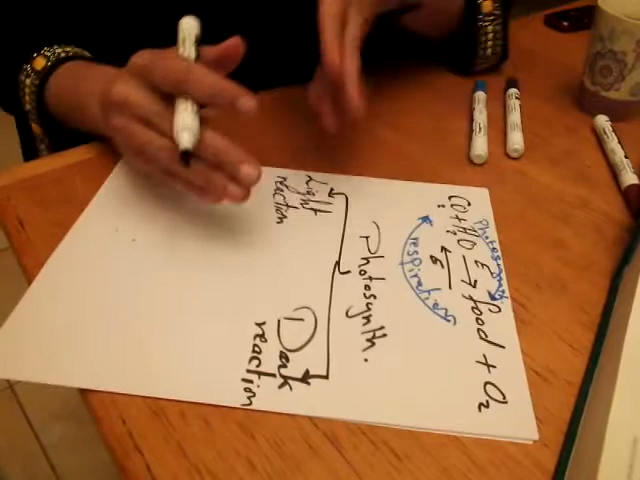 Photosynth
CO₂ + H₂O E → food + O₂
← E
respiration
Photosynth.
Light
reaction
Dark
reaction